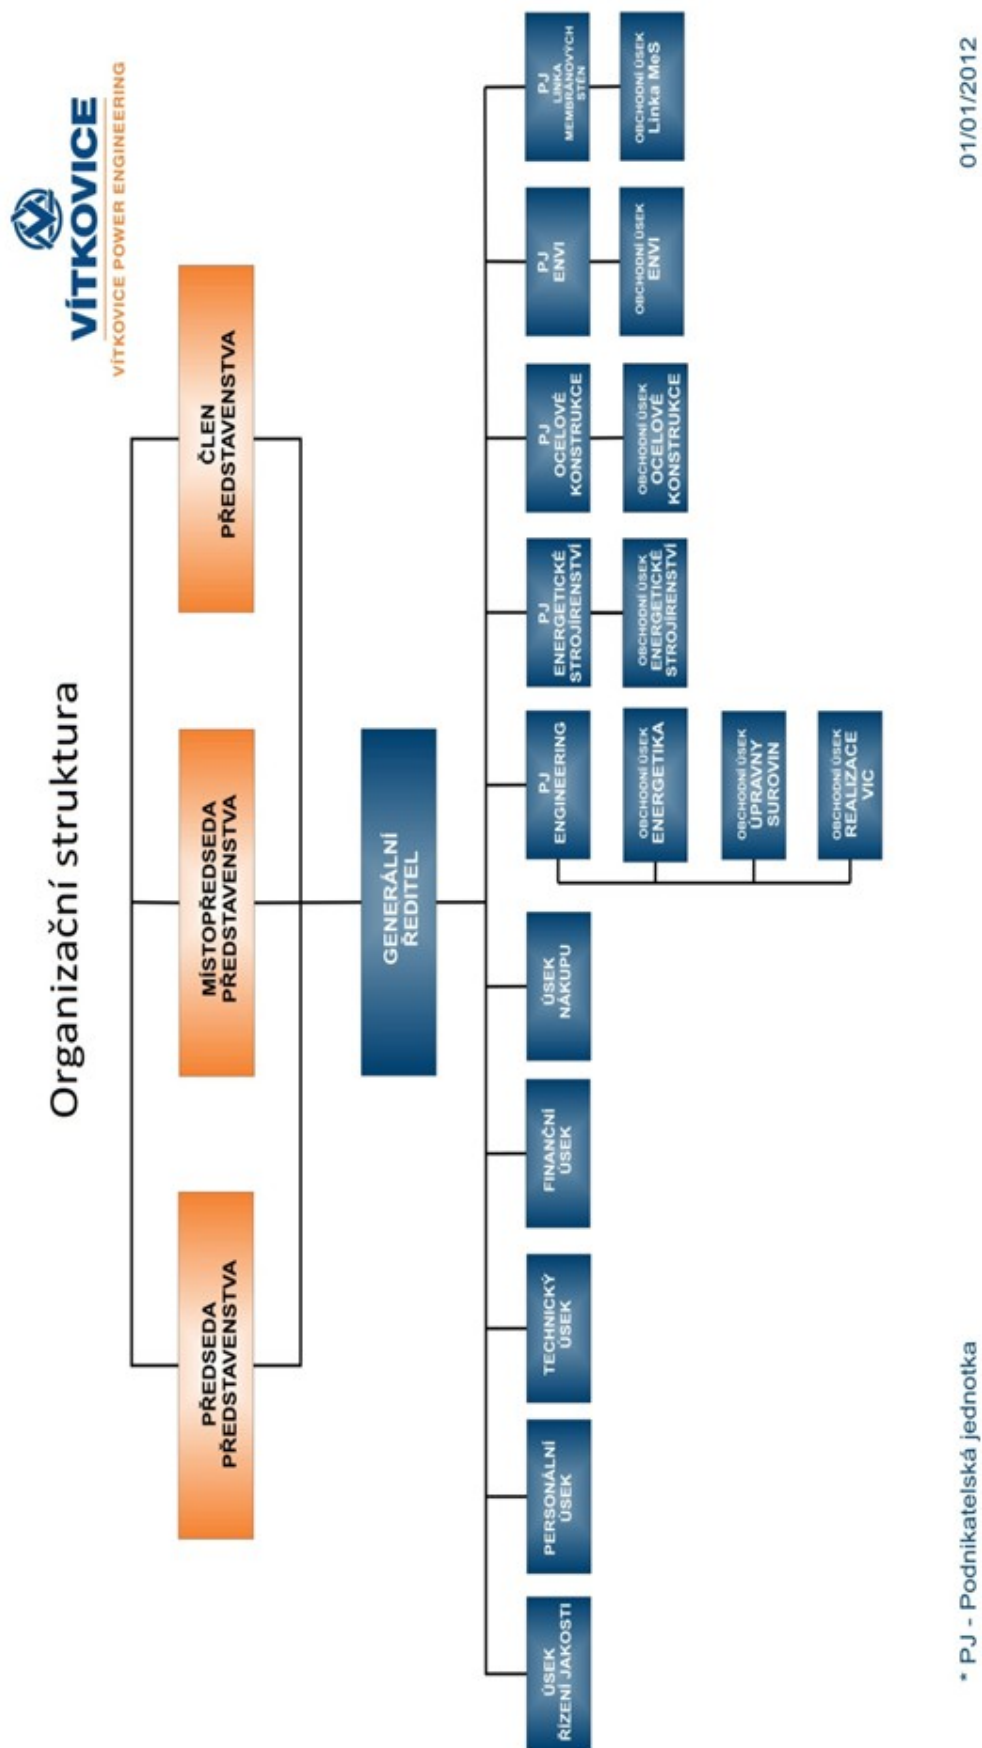 Organizační struktura
VÍTKOVICE
VÍTKOVICE POWER ENGINEERING
PŘEDSEDA
PŘEDSTAVENSTVA
MÍSTOPŘEDSEDA
PŘEDSTAVENSTVA
ČLEN
PŘEDSTAVENSTVA
GENERÁLNÍ
ŘEDITEL
ÚSEK
ŘÍZENÍ JAKOSTI
PERSONÁLNÍ
ÚSEK
TECHNICKÝ
ÚSEK
FINANČNÍ
ÚSEK
ÚSEK
NÁKUPU
PJ
ENGINEERING
PJ
ENERGETICKÉ
STROJÍRENSTVÍ
PJ
OCELOVÉ
KONSTRUKCE
PJ
ENVI
PJ
LINKA
MEMBRÁNOVÝCH
STĚN
OBCHODNÍ ÚSEK
ENERGETIKA
OBCHODNÍ ÚSEK
ENERGETICKÉ
STROJÍRENSTVÍ
OBCHODNÍ ÚSEK
OCELOVÉ
KONSTRUKCE
OBCHODNÍ ÚSEK
ENVI
OBCHODNÍ ÚSEK
Linka MeS
OBCHODNÍ ÚSEK
ÚPRAVNY
SUROVIN
OBCHODNÍ ÚSEK
REALIZACE
VIC
* PJ - Podnikatelská jednotka
01/01/2012